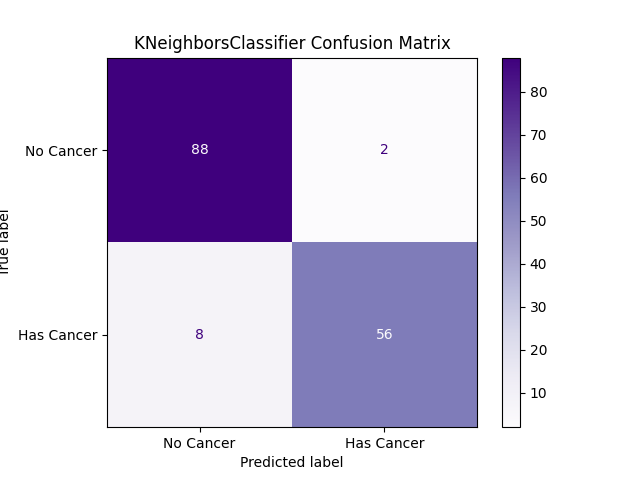 KNeighborsClassifier Confusion Matrix
No Cancer
88
2
80
70
60
50
40
30
20
10
True label
Has Cancer
8
56
No Cancer
Has Cancer
Predicted label